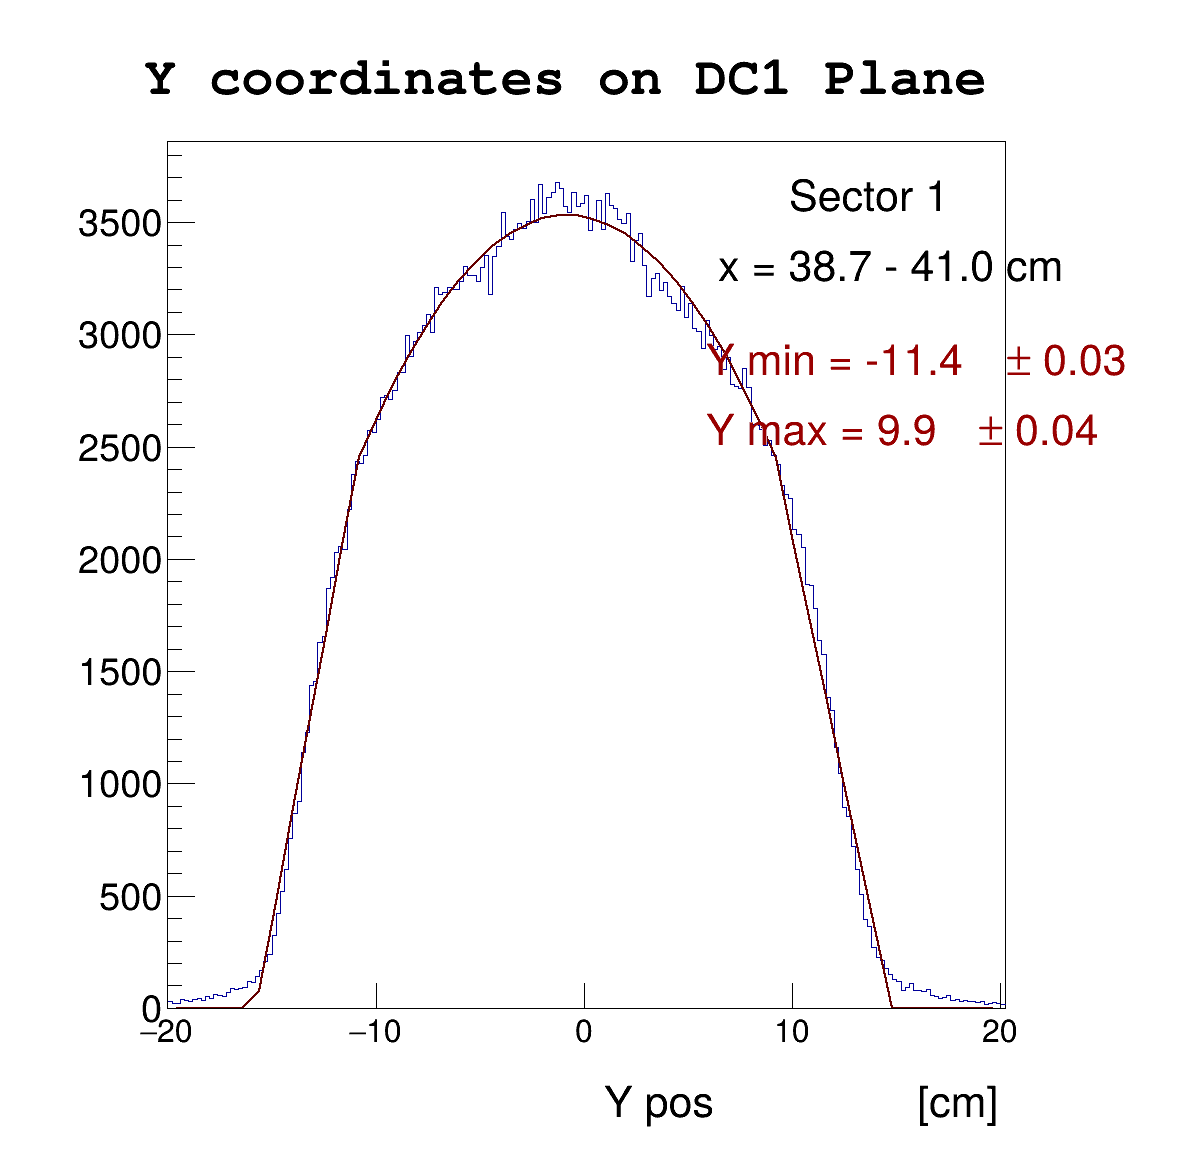 Y coordinates on DC1 Plane
Sector 1
x = 38.7 - 41.0 cm
Y min = -11.4 ± 0.03
Y max = 9.9 ± 0.04
3500
3000
2500
2000
1500
1000
500
0
−20 −10 0 10 20
Y pos [cm]